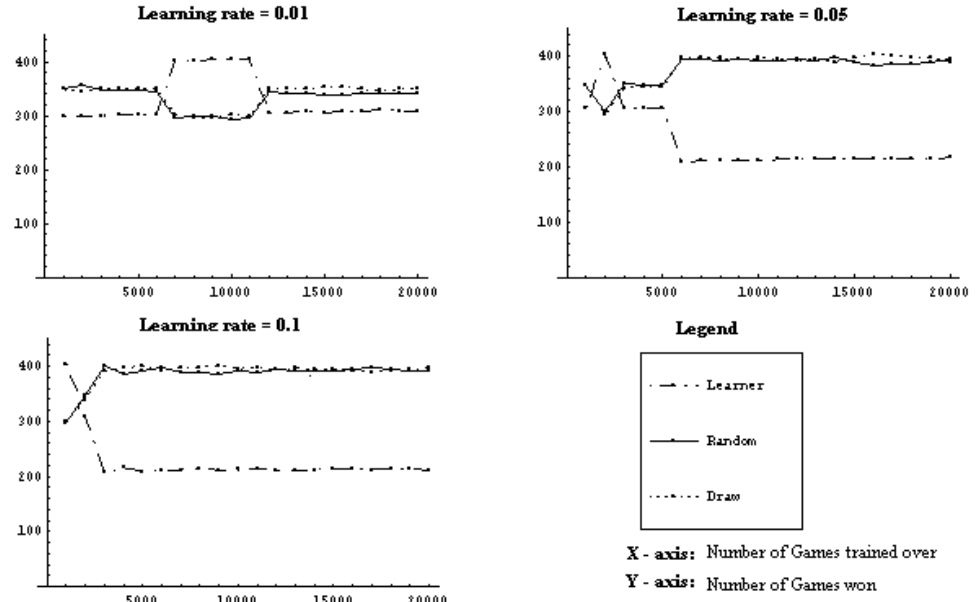 Learning rate = 0.01
400
300
200
100
5000 10000 15000 20000
Learning rate = 0.05
400
300
200
100
5000 10000 15000 20000
Learning rate = 0.1
400
300
200
100
5000 10000 15000 20000
Legend
Learner
Random
Draw
X - axis: Number of Games trained over
Y - axis: Number of Games won